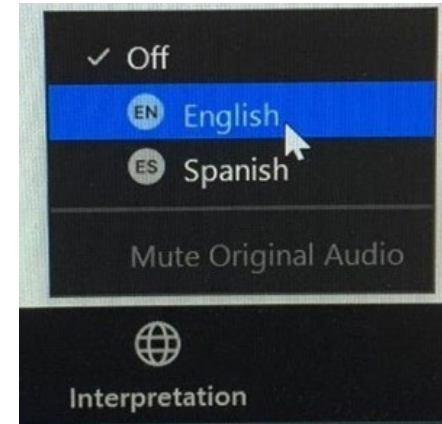 Off
EN English
ES Spanish
Mute Original Audio
Interpretation